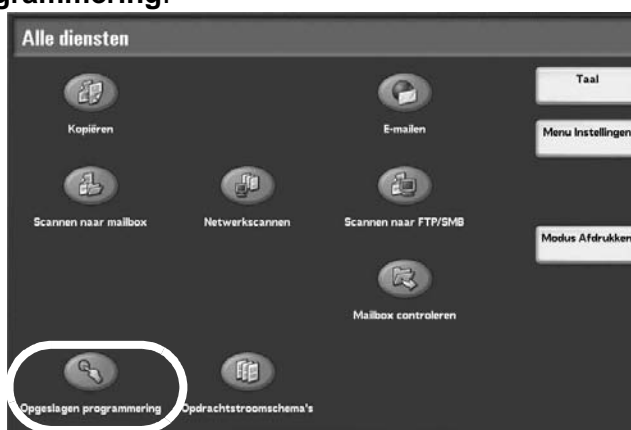 grammering.
Alle diensten
Taal
Kopiëren
E-mailen
Menu Instellingen
Scannen naar mailbox
Netwerkscannen
Scannen naar FTP/SMB
Modus Afdrukken
Mailbox controleren
Opgeslagen programmering
Opdrachtstroomschema's